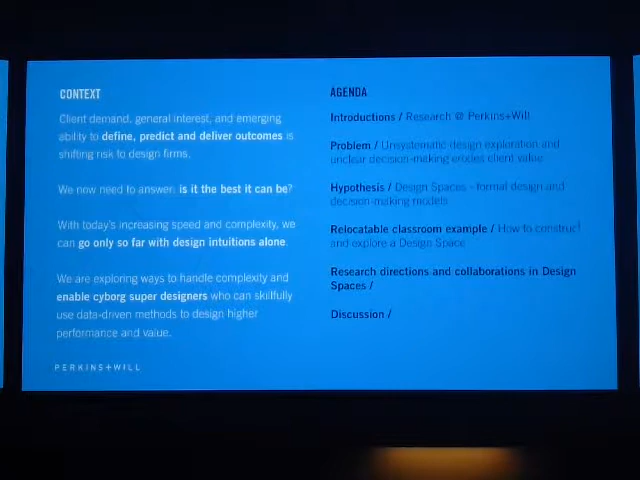 CONTEXT
Client demand, general interest, and emerging
ability to define, predict and deliver outcomes is
shifting risk to design firms.
We now need to answer: is it the best it can be?
With today's increasing speed and complexity, we
can go only so far with design intuitions alone.
We are exploring ways to handle complexity and
enable cyborg super designers who can skillfully
use data-driven methods to design higher
performance and value.
PERKINS+WILL
AGENDA
Introductions / Research @ Perkins+Will
Problem / Unsystematic design exploration and
unclear decision-making erodes client value
Hypothesis / Design Spaces - formal design and
decision-making models
Relocatable classroom example / How to construct
and explore a Design Space
Research directions and collaborations in Design
Spaces /
Discussion /